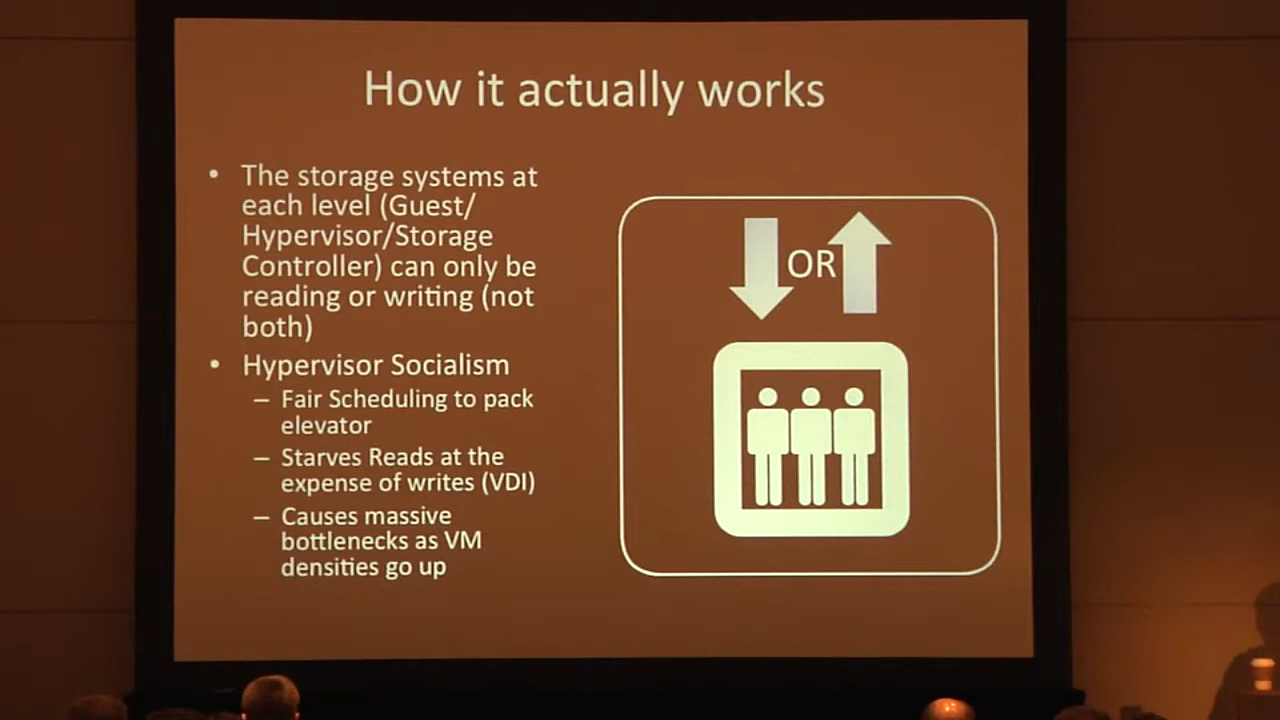 How it actually works
• The storage systems at
each level (Guest/
Hypervisor/Storage
Controller) can only be
reading or writing (not
both)
• Hypervisor Socialism
– Fair Scheduling to pack
elevator
– Starves Reads at the
expense of writes (VDI)
– Causes massive
bottlenecks as VM
densities go up
OR